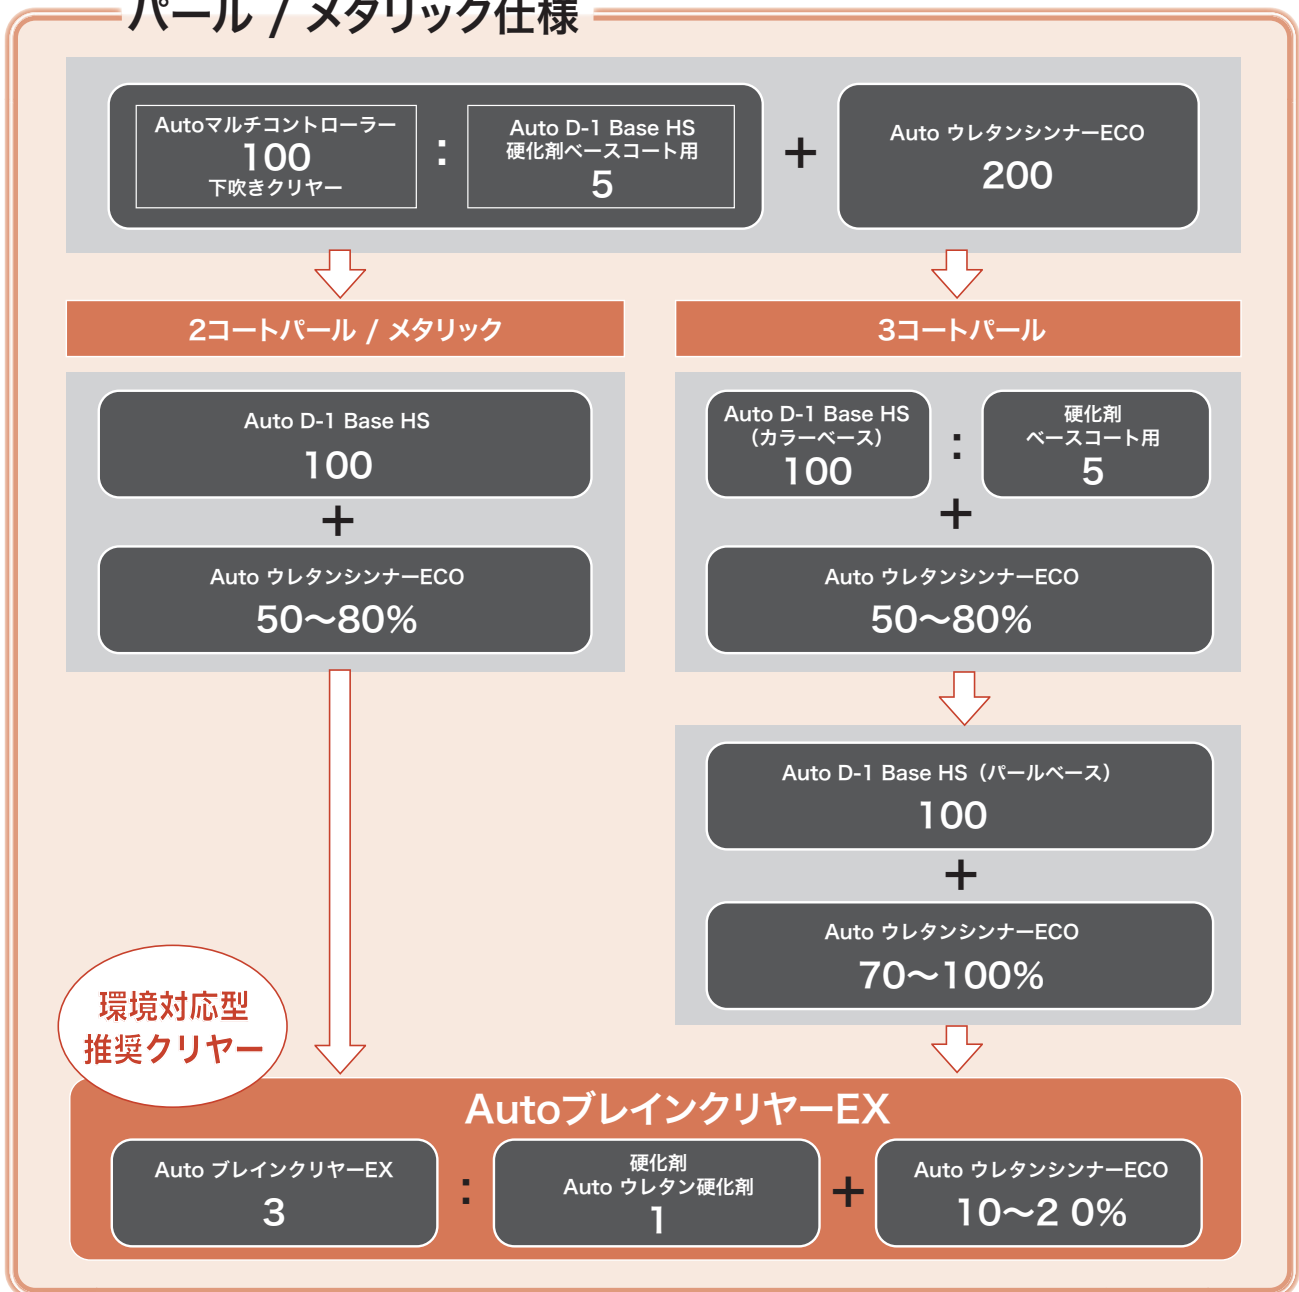 パール / メタリック仕様
Autoマルチコントローラー
100
下吹きクリヤー
:
Auto D-1 Base HS
硬化剤ベースコート用
5
+
Auto ウレタンシンナーECO
200
2コートパール / メタリック
Auto D-1 Base HS
100
+
Auto ウレタンシンナーECO
50〜80%
3コートパール
Auto D-1 Base HS
（カラーベース）
100
:
硬化剤
ベースコート用
5
+
Auto ウレタンシンナーECO
50〜80%
Auto D-1 Base HS（パールベース）
100
+
Auto ウレタンシンナーECO
70〜100%
環境対応型
推奨クリヤー
AutoブレインクリヤーEX
Auto ブレインクリヤーEX
3
:
硬化剤
Auto ウレタン硬化剤
1
+
Auto ウレタンシンナーECO
10〜2 0%